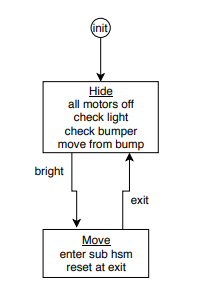 init
Hide
all motors off
check light
check bumper
move from bump
bright
exit
Move
enter sub hsm
reset at exit